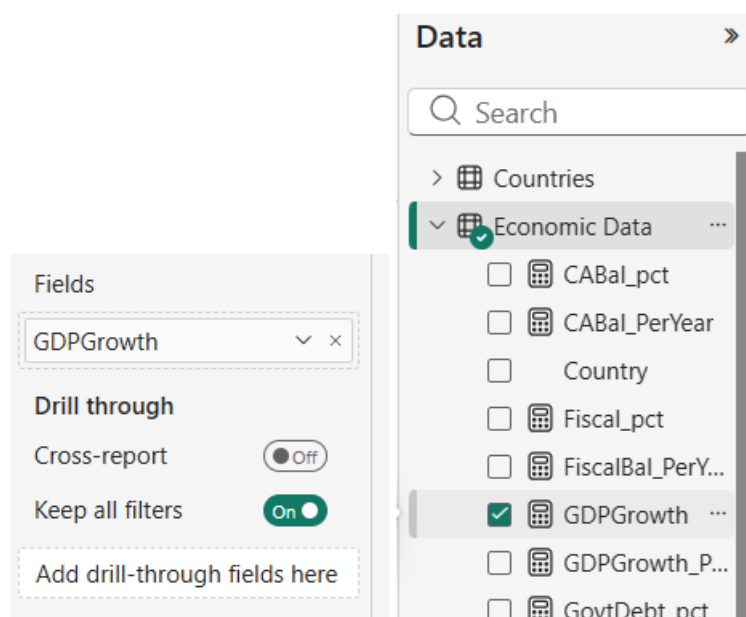 Fields
GDPGrowth
Drill through
Cross-report
Off
Keep all filters
On
Add drill-through fields here
Data
Search
Countries
Economic Data
CABal_pct
CABal_PerYear
Country
Fiscal_pct
FiscalBal_PerY...
GDPGrowth
GDPGrowth_P...
GovtDebt_pct